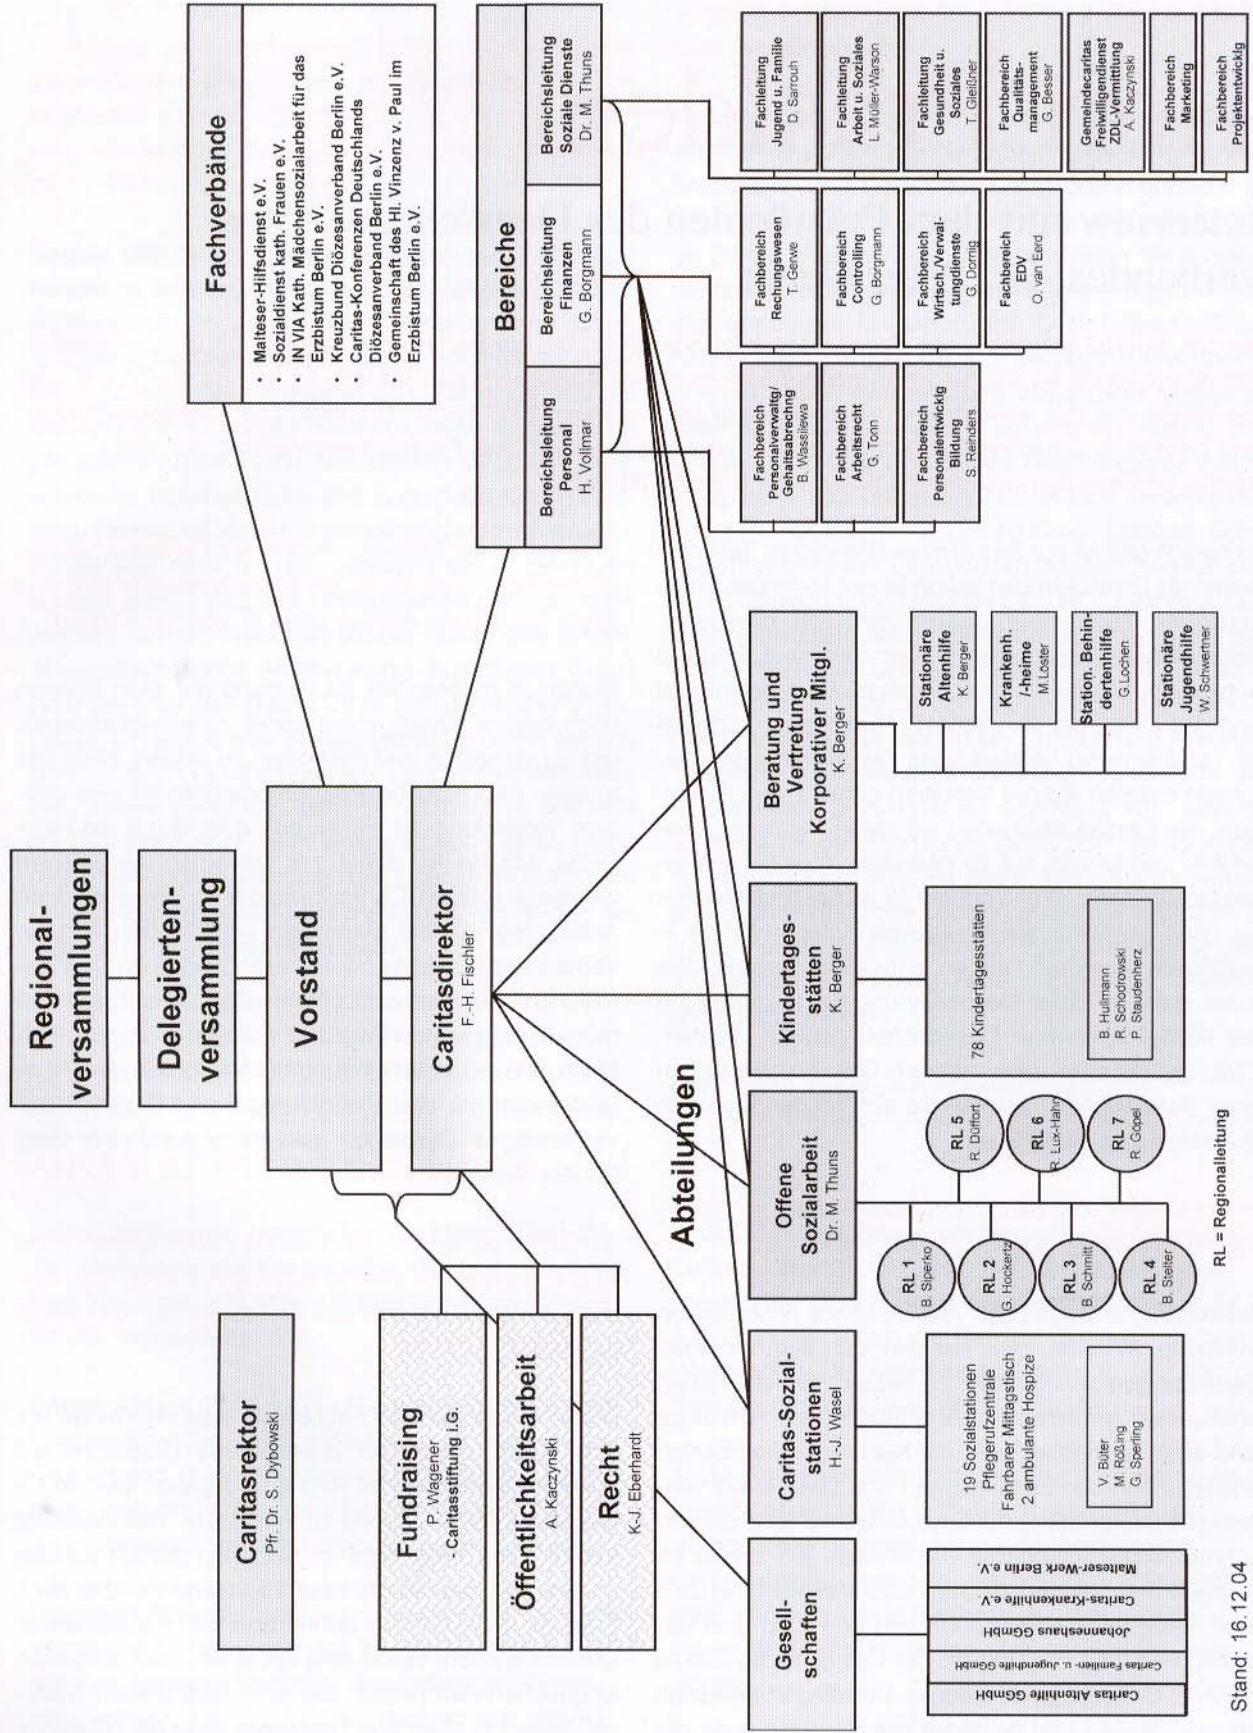 Regional-
versammlungen
Delegierten-
versammlung
Vorstand
Caritasdirektor
F.-H. Fischler
Caritasrektor
Pfr. Dr. S. Dybowski
Fundraising
P. Wagener
- Caritasstiftung i.G.
Öffentlichkeitsarbeit
A. Kaczynski
Recht
K-J. Eberhardt
Fachverbände
• Malteser-Hilfsdienst e.V.
• Sozialdienst kath. Frauen e.V.
• IN VIA Kath. Mädchensozialarbeit für das
Erzbistum Berlin e.V.
• Kreuzbund Diözesanverband Berlin e.V.
• Caritas-Konferenzen Deutschlands
Diözesanverband Berlin e.V.
• Gemeinschaft des Hl. Vinzenz v. Paul im
Erzbistum Berlin e.V.
Bereiche
Bereichsleitung
Personal
H. Vollmar
Bereichsleitung
Finanzen
G. Borgmann
Bereichsleitung
Soziale Dienste
Dr. M. Thuns
Abteilungen
Gesell-
schaften
Caritas Altenhilfe GGmbH
Caritas Familien- u. Jugendhilfe GGmbH
Johanneshaus GGmbH
Caritas-Krankenhilfe e.V.
Malteser-Werk Berlin e.V.
Caritas-Sozial-
stationen
H.-J. Wasel
19 Sozialstationen
Pflegerufzentrale
Fahrbarer Mittagstisch
2 ambulante Hospize
V. Büter
M. Rößing
G. Sperling
Offene
Sozialarbeit
Dr. M. Thuns
RL 1
B. Siperko
RL 2
G. Hockertz
RL 3
B. Schmitt
RL 4
B. Stelter
RL 5
R. Düffort
RL 6
R. Lux-Hahn
RL 7
R. Göpel
RL = Regionalleitung
Kindertages-
stätten
K. Berger
78 Kindertagesstätten
B. Hullmann
R. Schodrowski
P. Staudenherz
Beratung und
Vertretung
Korporativer Mitgl.
K. Berger
Stationäre
Altenhilfe
K. Berger
Krankenh.
/-heime
M.Loster
Station. Behin-
dertenhilfe
G.Lochen
Stationäre
Jugendhilfe
W. Schwertner
Fachbereich
Personalverwaltg/
Gehaltsabrechng
B. Wassilewa
Fachbereich
Arbeitsrecht
G. Tonn
Fachbereich
Personalentwicklg
Bildung
S. Reinders
Fachbereich
Rechungswesen
T. Gerwe
Fachbereich
Controlling
G. Borgmann
Fachbereich
Wirtsch./Verwal-
tungdienste
G. Dornig
Fachbereich
EDV
O. van Eerd
Fachleitung
Jugend u. Familie
D. Sarrouh
Fachleitung
Arbeit u. Soziales
L. Müller-Warson
Fachleitung
Gesundheit u.
Soziales
T. Gleißner
Fachbereich
Qualitäts-
management
G. Besser
Gemeindecaritas
Freiwilligendienst
ZDL-Vermittlung
A. Kaczynski
Fachbereich
Marketing
Fachbereich
Projektentwicklg
Stand: 16.12.04